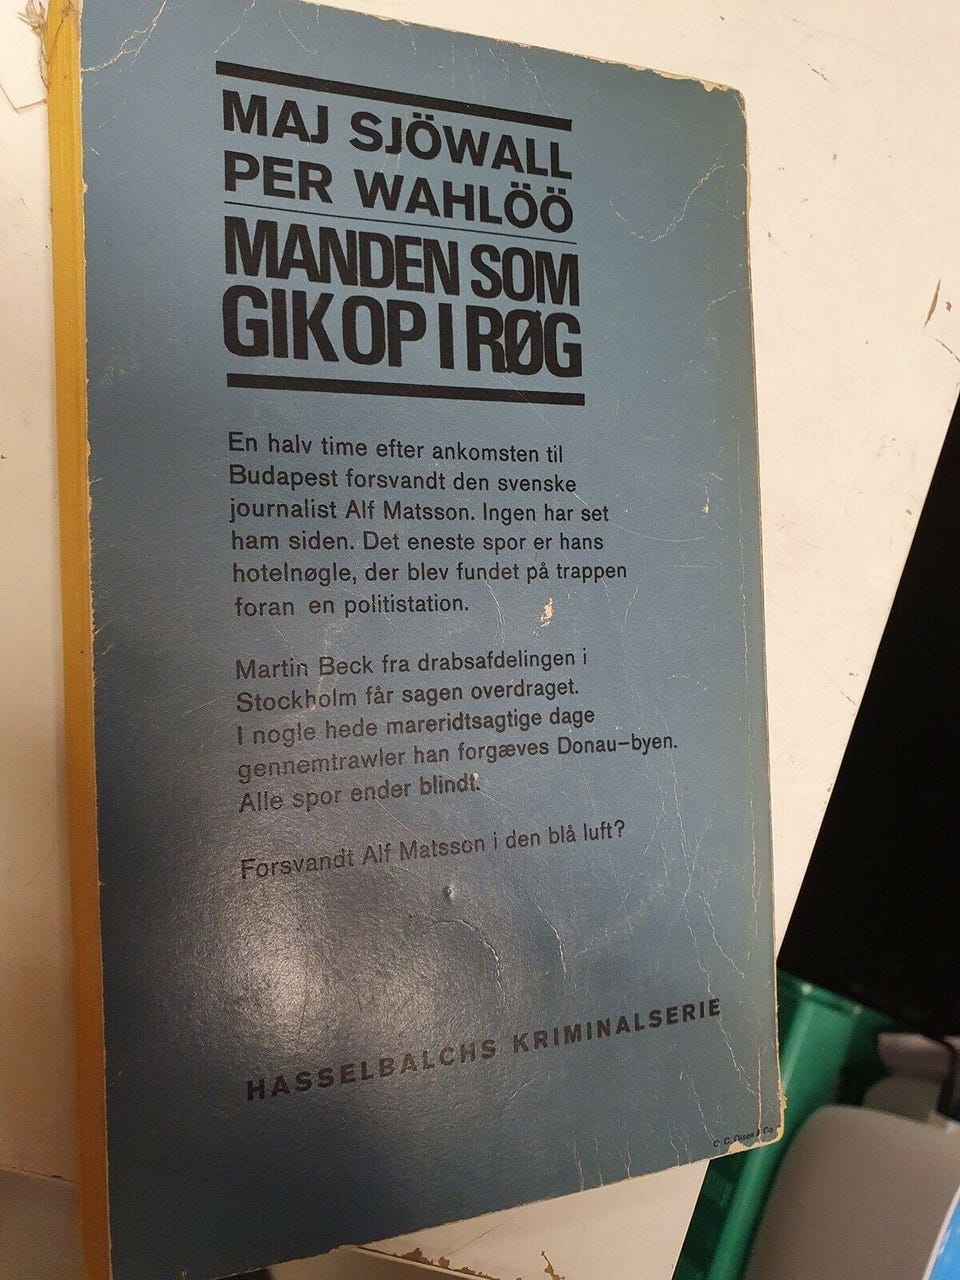 MAJ SJÖWALL
PER WAHLÖÖ
MANDEN SOM
GIK OP I RØG
En halv time efter ankomsten til
Budapest forsvandt den svenske
journalist Alf Matsson. Ingen har set
ham siden. Det eneste spor er hans
hotelnøgle, der blev fundet på trappen
foran en politistation.
Martin Beck fra drabsafdelingen i
Stockholm får sagen overdraget.
I nogle hede mareridtsagtige dage
gennemtrawler han forgæves Donau-byen.
Alle spor ender blindt.
Forsvandt Alf Matsson i den blå luft?
HASSELBALCHS KRIMINALSERIE
C. C. Olsen & Co